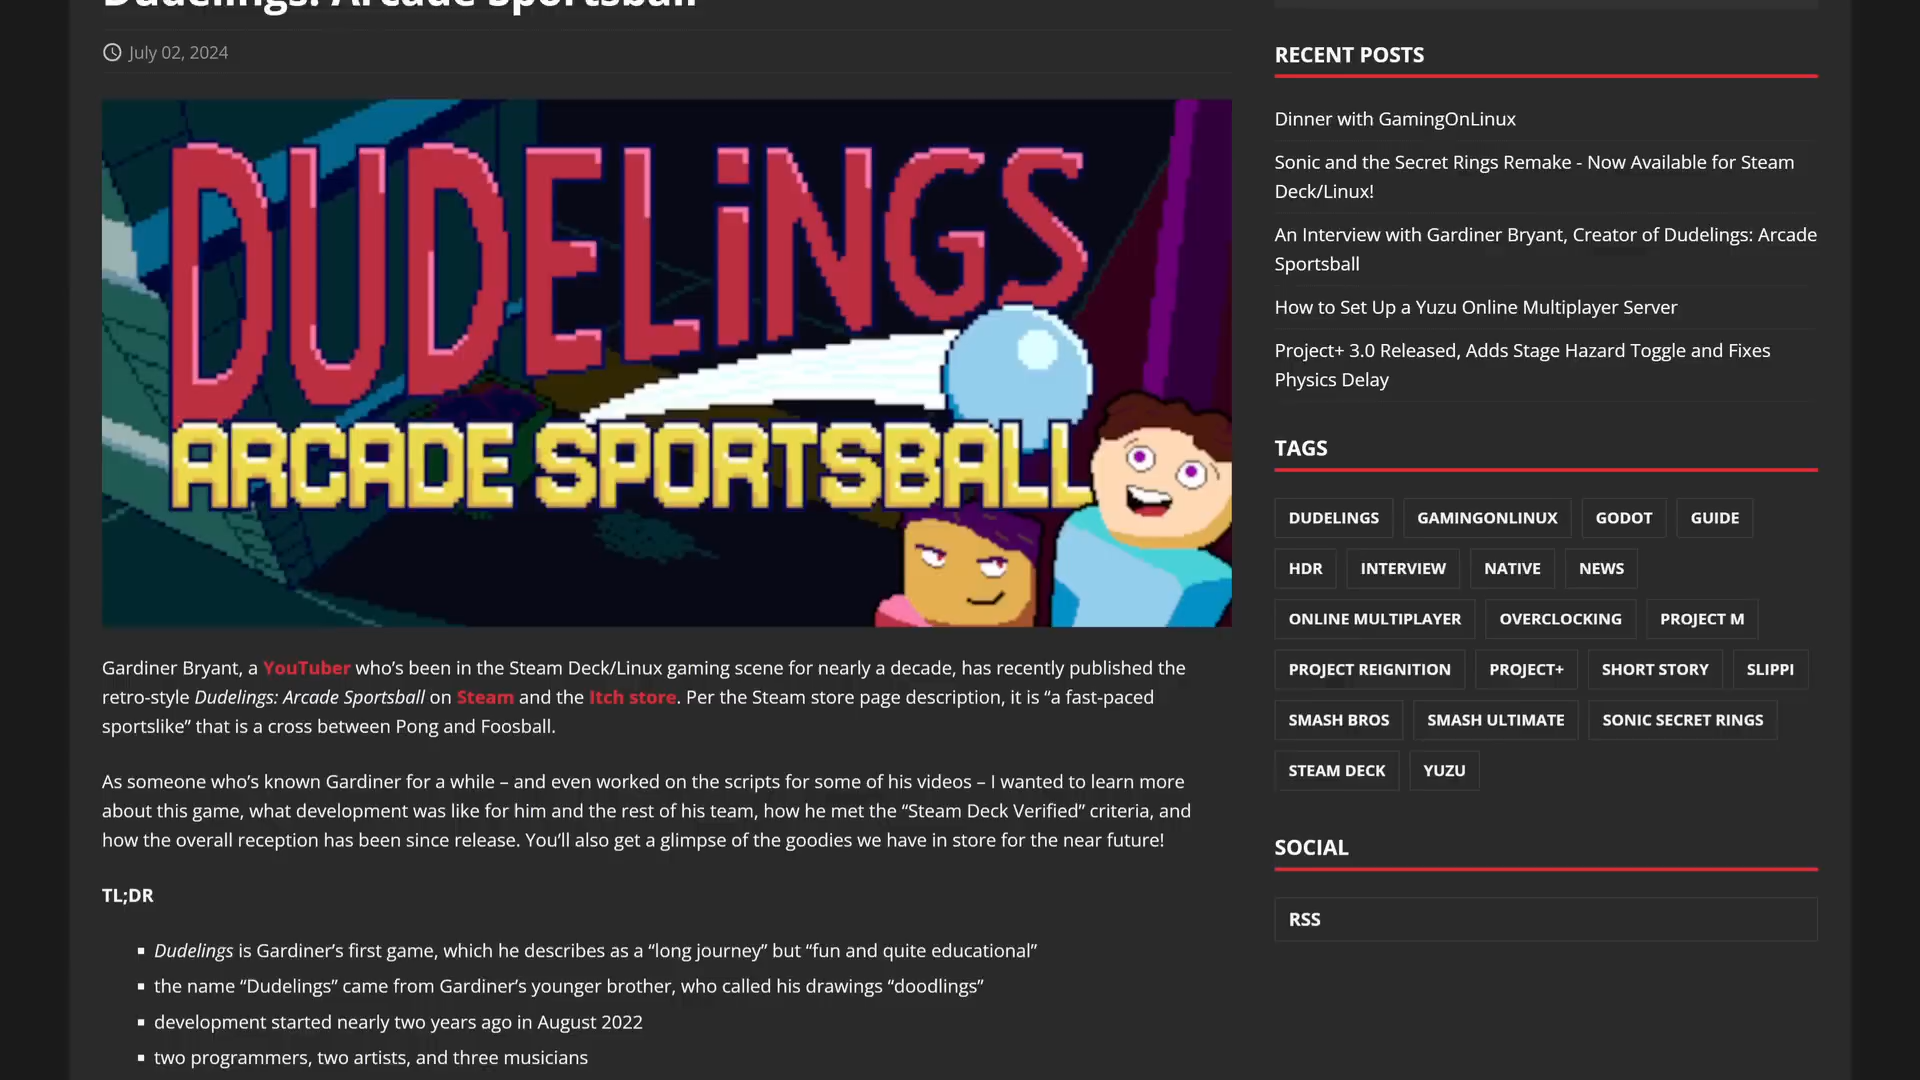 Dudelings: Arcade Sportsball
July 02, 2024
DUDELiNGS
ARCADE SPORTSBALL
Gardiner Bryant, a YouTuber who’s been in the Steam Deck/Linux gaming scene for nearly a decade, has recently published the
retro-style Dudelings: Arcade Sportsball on Steam and the Itch store. Per the Steam store page description, it is “a fast-paced
sportslike” that is a cross between Pong and Foosball.
As someone who’s known Gardiner for a while – and even worked on the scripts for some of his videos – I wanted to learn more
about this game, what development was like for him and the rest of his team, how he met the “Steam Deck Verified” criteria, and
how the overall reception has been since release. You’ll also get a glimpse of the goodies we have in store for the near future!
TL;DR
Dudelings is Gardiner’s first game, which he describes as a “long journey” but “fun and quite educational”
the name “Dudelings” came from Gardiner’s younger brother, who called his drawings “doodlings”
development started nearly two years ago in August 2022
two programmers, two artists, and three musicians
RECENT POSTS
Dinner with GamingOnLinux
Sonic and the Secret Rings Remake - Now Available for Steam
Deck/Linux!
An Interview with Gardiner Bryant, Creator of Dudelings: Arcade
Sportsball
How to Set Up a Yuzu Online Multiplayer Server
Project+ 3.0 Released, Adds Stage Hazard Toggle and Fixes
Physics Delay
TAGS
DUDELINGS GAMINGONLINUX GODOT GUIDE
HDR INTERVIEW NATIVE NEWS
ONLINE MULTIPLAYER OVERCLOCKING PROJECT M
PROJECT REIGNITION PROJECT+ SHORT STORY SLIPPI
SMASH BROS SMASH ULTIMATE SONIC SECRET RINGS
STEAM DECK YUZU
SOCIAL
RSS